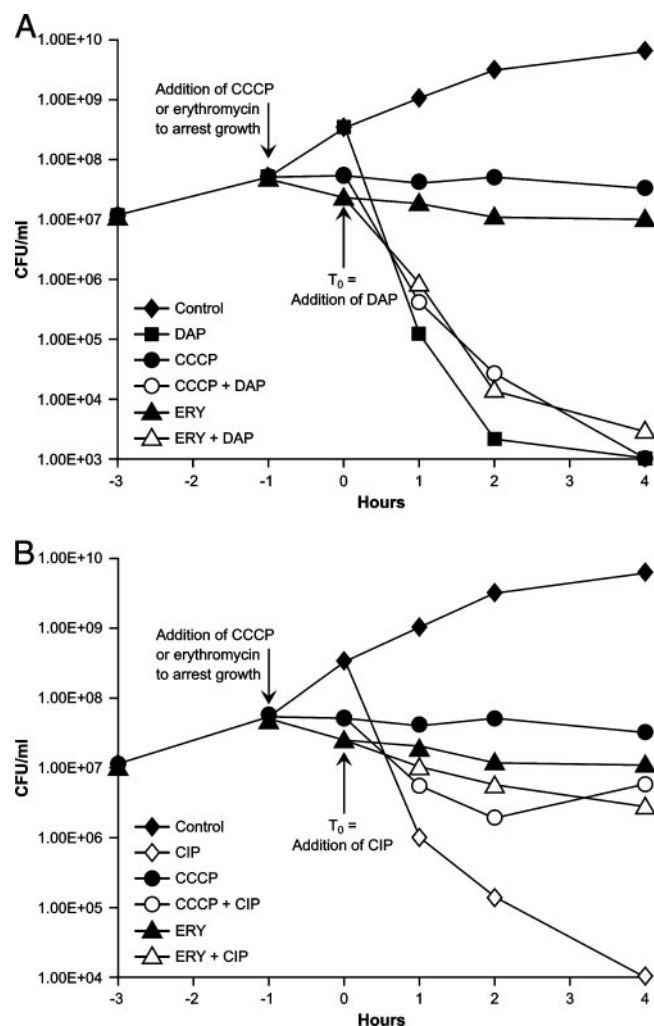 A
1.00E+10
1.00E+09
1.00E+08
1.00E+07
1.00E+06
1.00E+05
1.00E+04
1.00E+03
CFU/ml
Addition of CCCP
or erythromycin
to arrest growth
T0 =
Addition of DAP
Control
DAP
CCCP
CCCP + DAP
ERY
ERY + DAP
-3
-2
-1
0
1
2
3
4
Hours
B
1.00E+10
1.00E+09
1.00E+08
1.00E+07
1.00E+06
1.00E+05
1.00E+04
CFU/ml
Addition of CCCP
or erythromycin
to arrest growth
T0 =
Addition of CIP
Control
CIP
CCCP
CCCP + CIP
ERY
ERY + CIP
-3
-2
-1
0
1
2
3
4
Hours